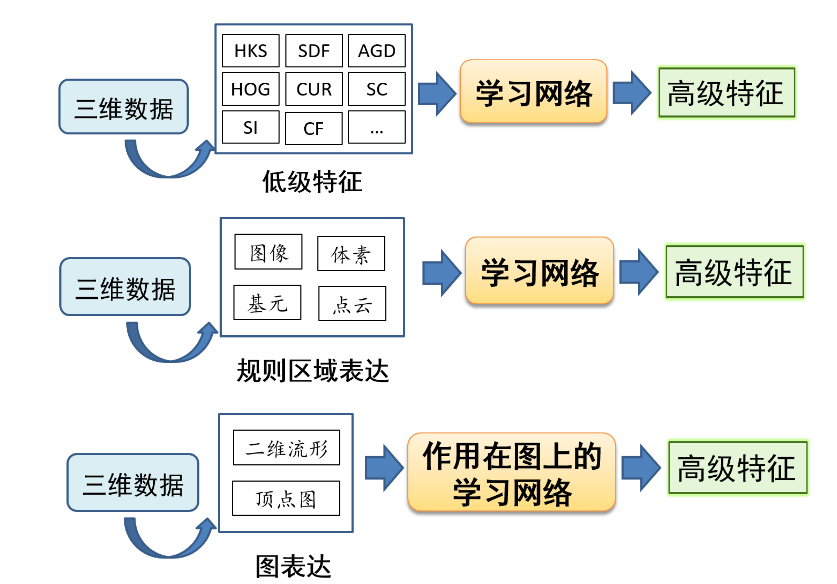 HKS SDF AGD
三维数据
HOG CUR SC
学习网络
高级特征
SI CF ...
低级特征
图像 体素
三维数据
基元 点云
学习网络
高级特征
规则区域表达
二维流形
三维数据
顶点图
作用在图上的
学习网络
高级特征
图表达